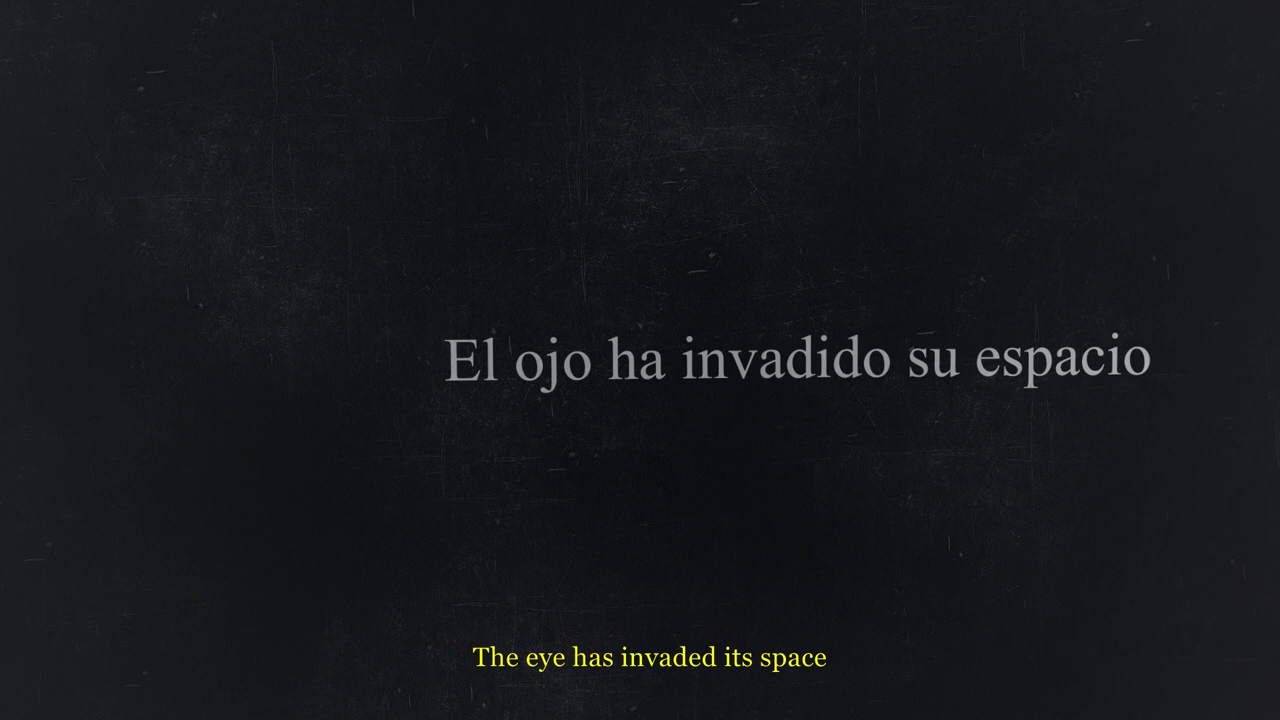 El ojo ha invadido su espacio
The eye has invaded its space